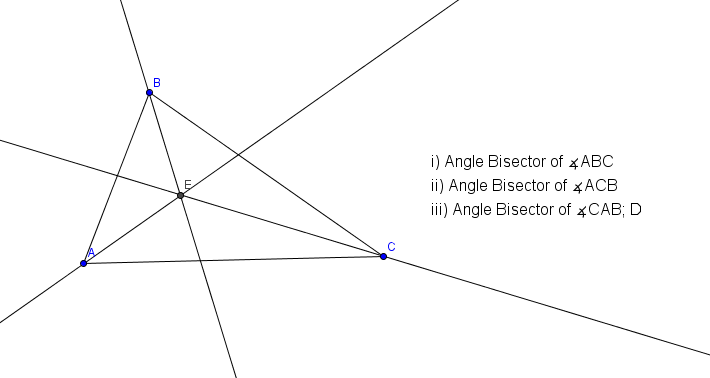 B
i) Angle Bisector of ∡ABC
E
ii) Angle Bisector of ∡ACB
iii) Angle Bisector of ∡CAB; D
A
C